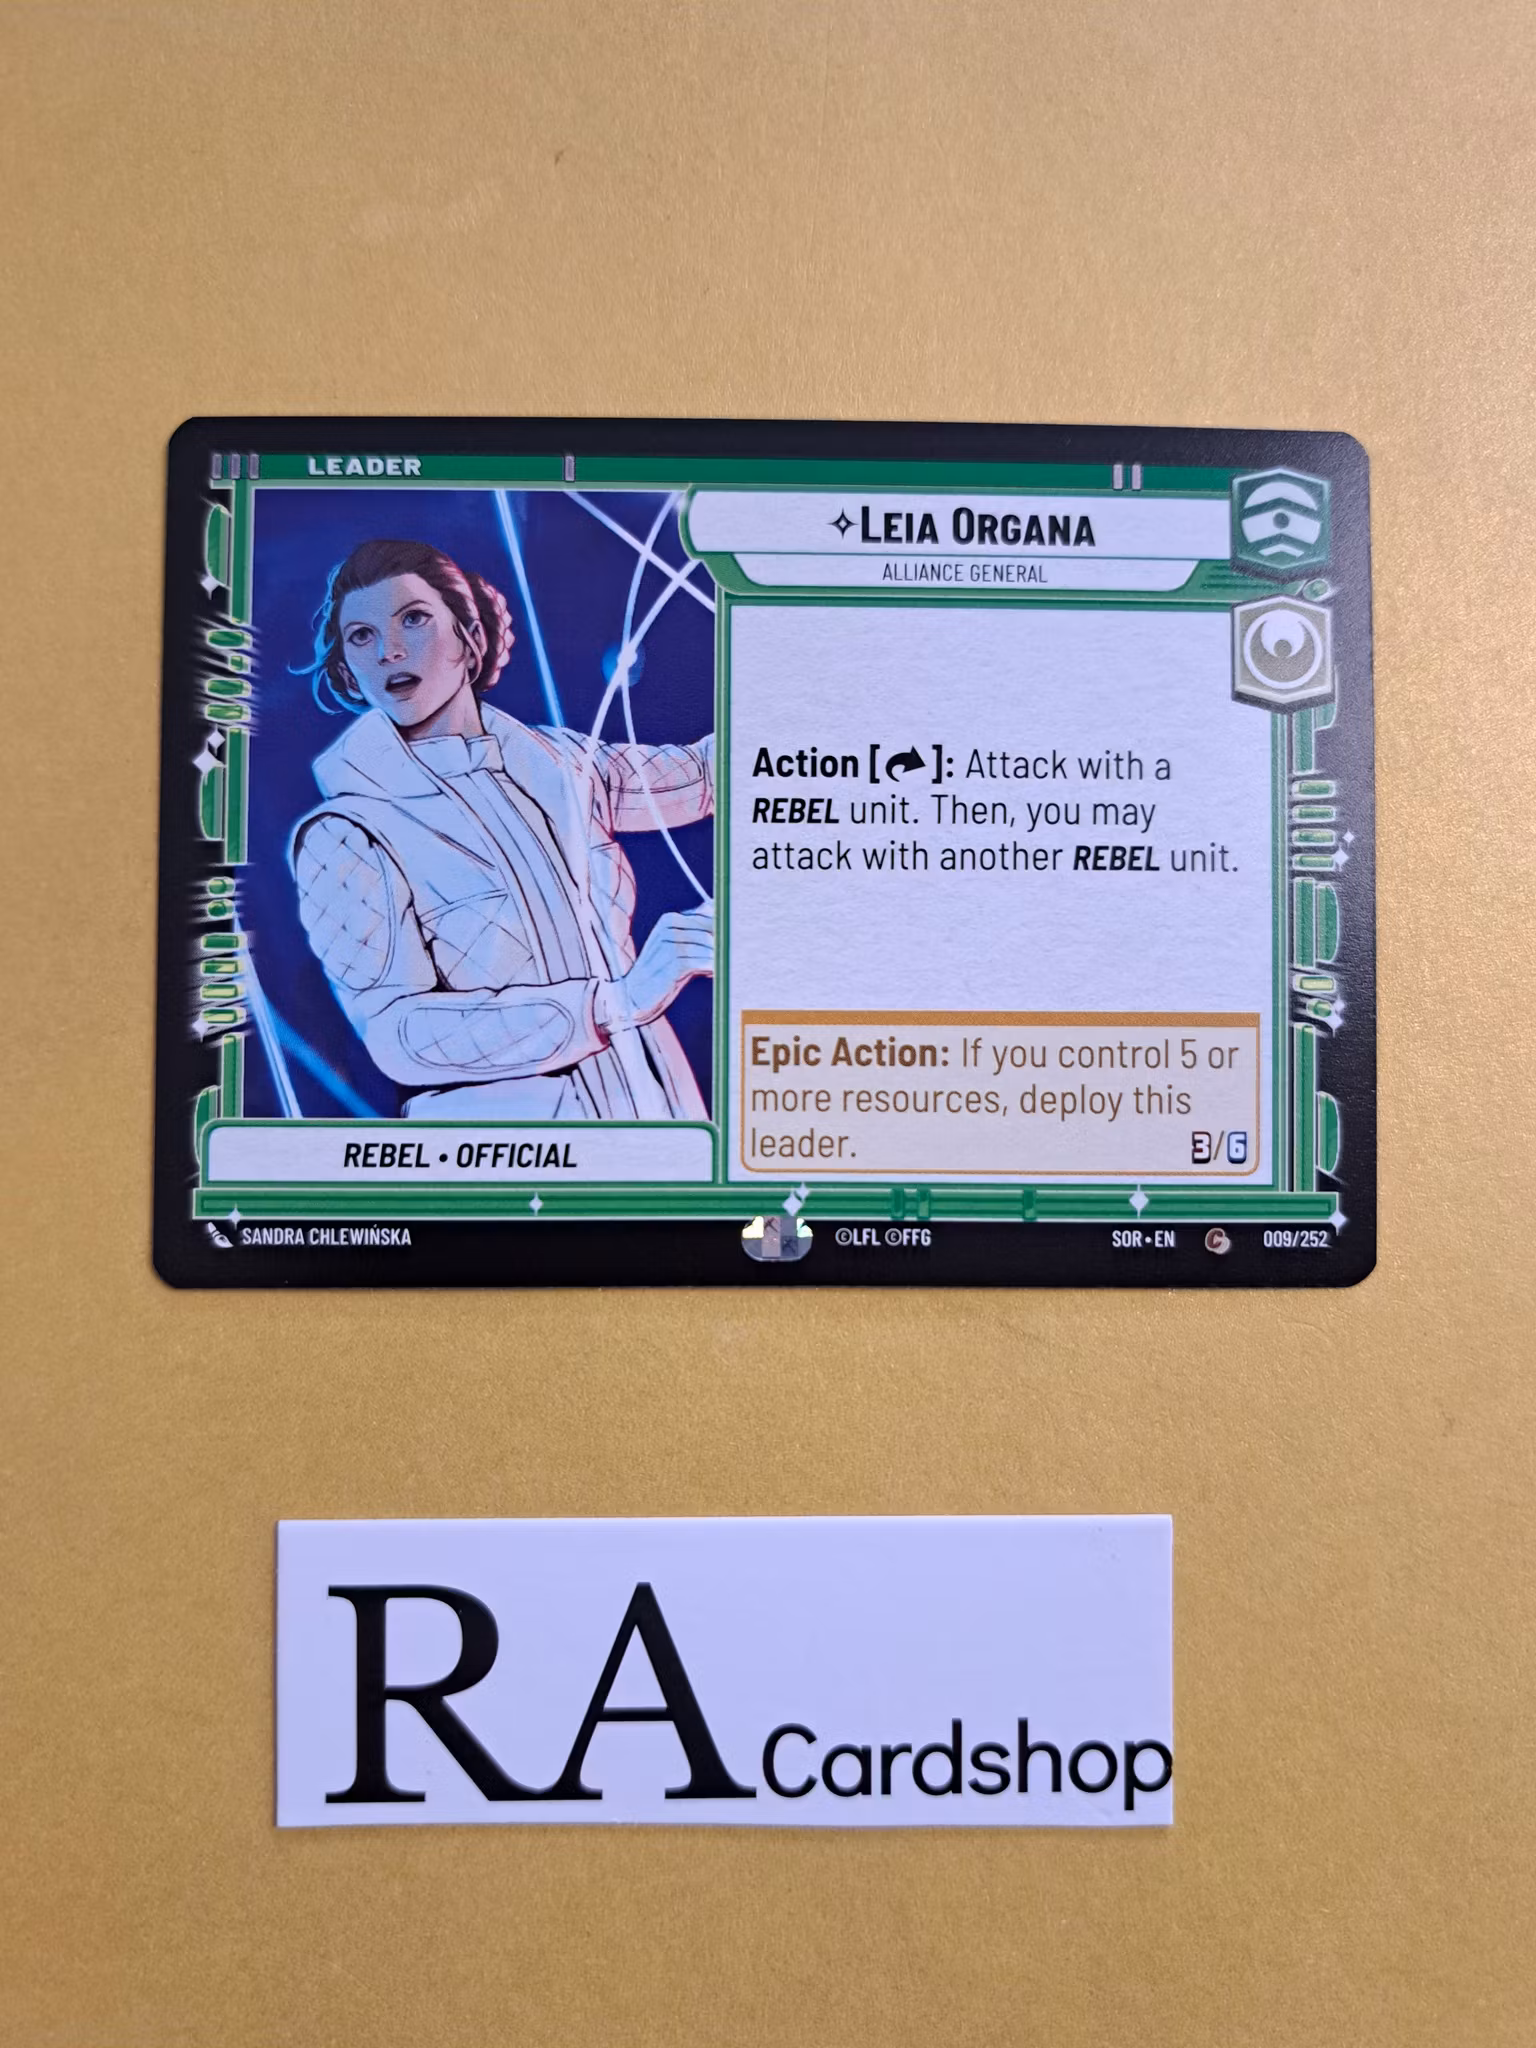 LEADER
✧LEIA ORGANA
ALLIANCE GENERAL
Action [ ]: Attack with a
REBEL unit. Then, you may
attack with another REBEL unit.
Epic Action: If you control 5 or
more resources, deploy this
leader.
3/6
REBEL • OFFICIAL
SANDRA CHLEWIŃSKA
©LFL ©FFG
SOR • EN
C
009/252
RA Cardshop